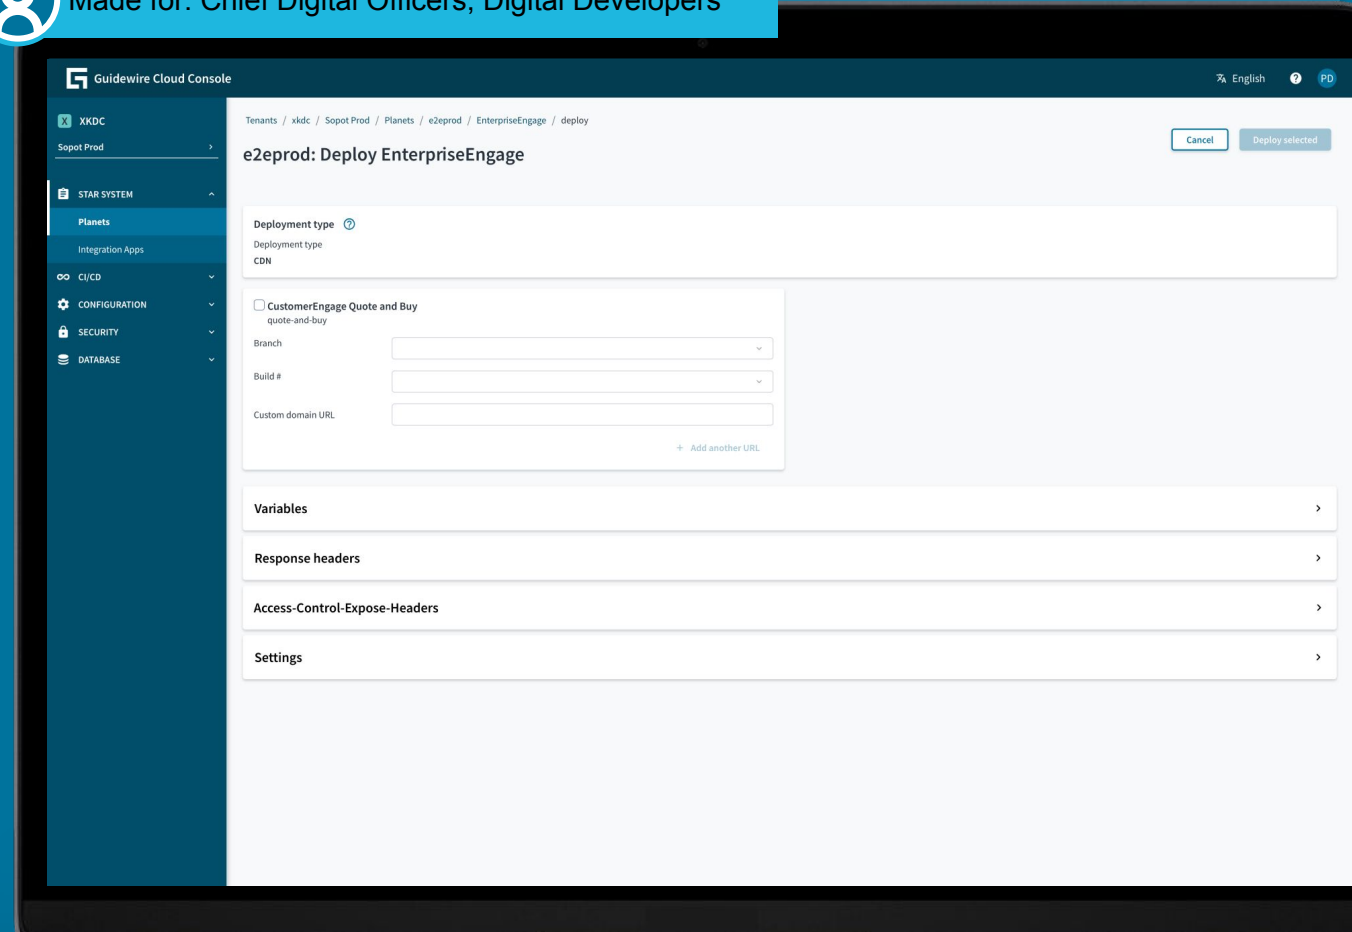 Made for: Chief Digital Officers, Digital Developers
Guidewire Cloud Console
English
?
PD
X XKDC
Sopot Prod
STAR SYSTEM
Planets
Integration Apps
CI/CD
CONFIGURATION
SECURITY
DATABASE
Tenants / xkdc / Sopot Prod / Planets / e2eprod / EnterpriseEngage / deploy
e2eprod: Deploy EnterpriseEngage
Cancel
Deploy selected
Deployment type ?
Deployment type
CDN
CustomerEngage Quote and Buy
quote-and-buy
Branch
Build #
Custom domain URL
+ Add another URL
Variables
Response headers
Access-Control-Expose-Headers
Settings